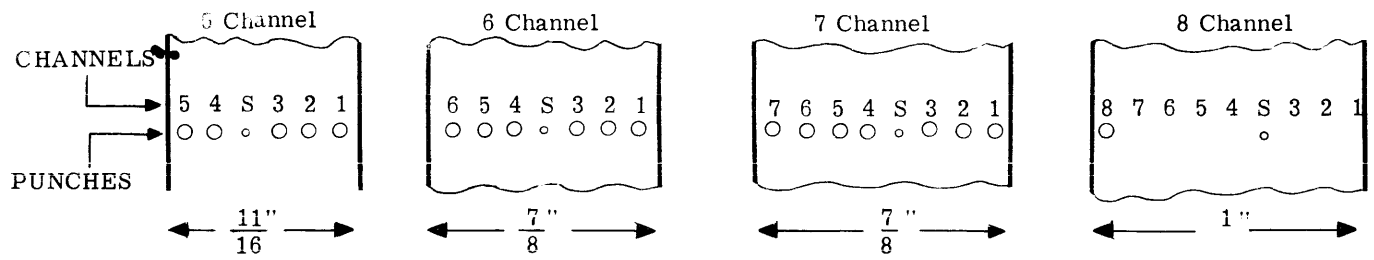 5 Channel
6 Channel
7 Channel
8 Channel
CHANNELS
5 4 S 3 2 1
6 5 4 S 3 2 1
7 6 5 4 S 3 2 1
8 7 6 5 4 S 3 2 1
PUNCHES
11/16"
7/8"
7/8"
1"